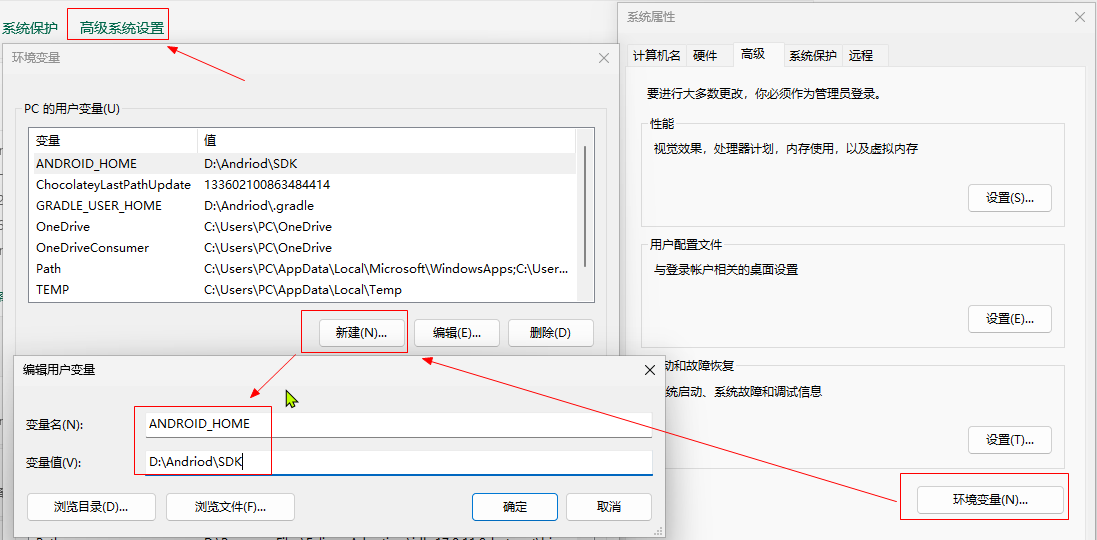 系统保护 高级系统设置
环境变量
PC 的用户变量(U)
变量 值
ANDROID_HOME D:\Andriod\SDK
ChocolateyLastPathUpdate 133602100863484414
GRADLE_USER_HOME D:\Andriod\.gradle
OneDrive C:\Users\PC\OneDrive
OneDriveConsumer C:\Users\PC\OneDrive
Path C:\Users\PC\AppData\Local\Microsoft\WindowsApps;C:\User...
TEMP C:\Users\PC\AppData\Local\Temp
新建(N)... 编辑(E)... 删除(D)
编辑用户变量
变量名(N): ANDROID_HOME
变量值(V): D:\Andriod\SDK
浏览目录(D)... 浏览文件(F)... 确定 取消
系统属性
计算机名 硬件 高级 系统保护 远程
要进行大多数更改，你必须作为管理员登录。
性能
视觉效果，处理器计划，内存使用，以及虚拟内存
设置(S)...
用户配置文件
与登录帐户相关的桌面设置
设置(E)...
动和故障恢复
统启动、系统故障和调试信息
设置(T)...
环境变量(N)...